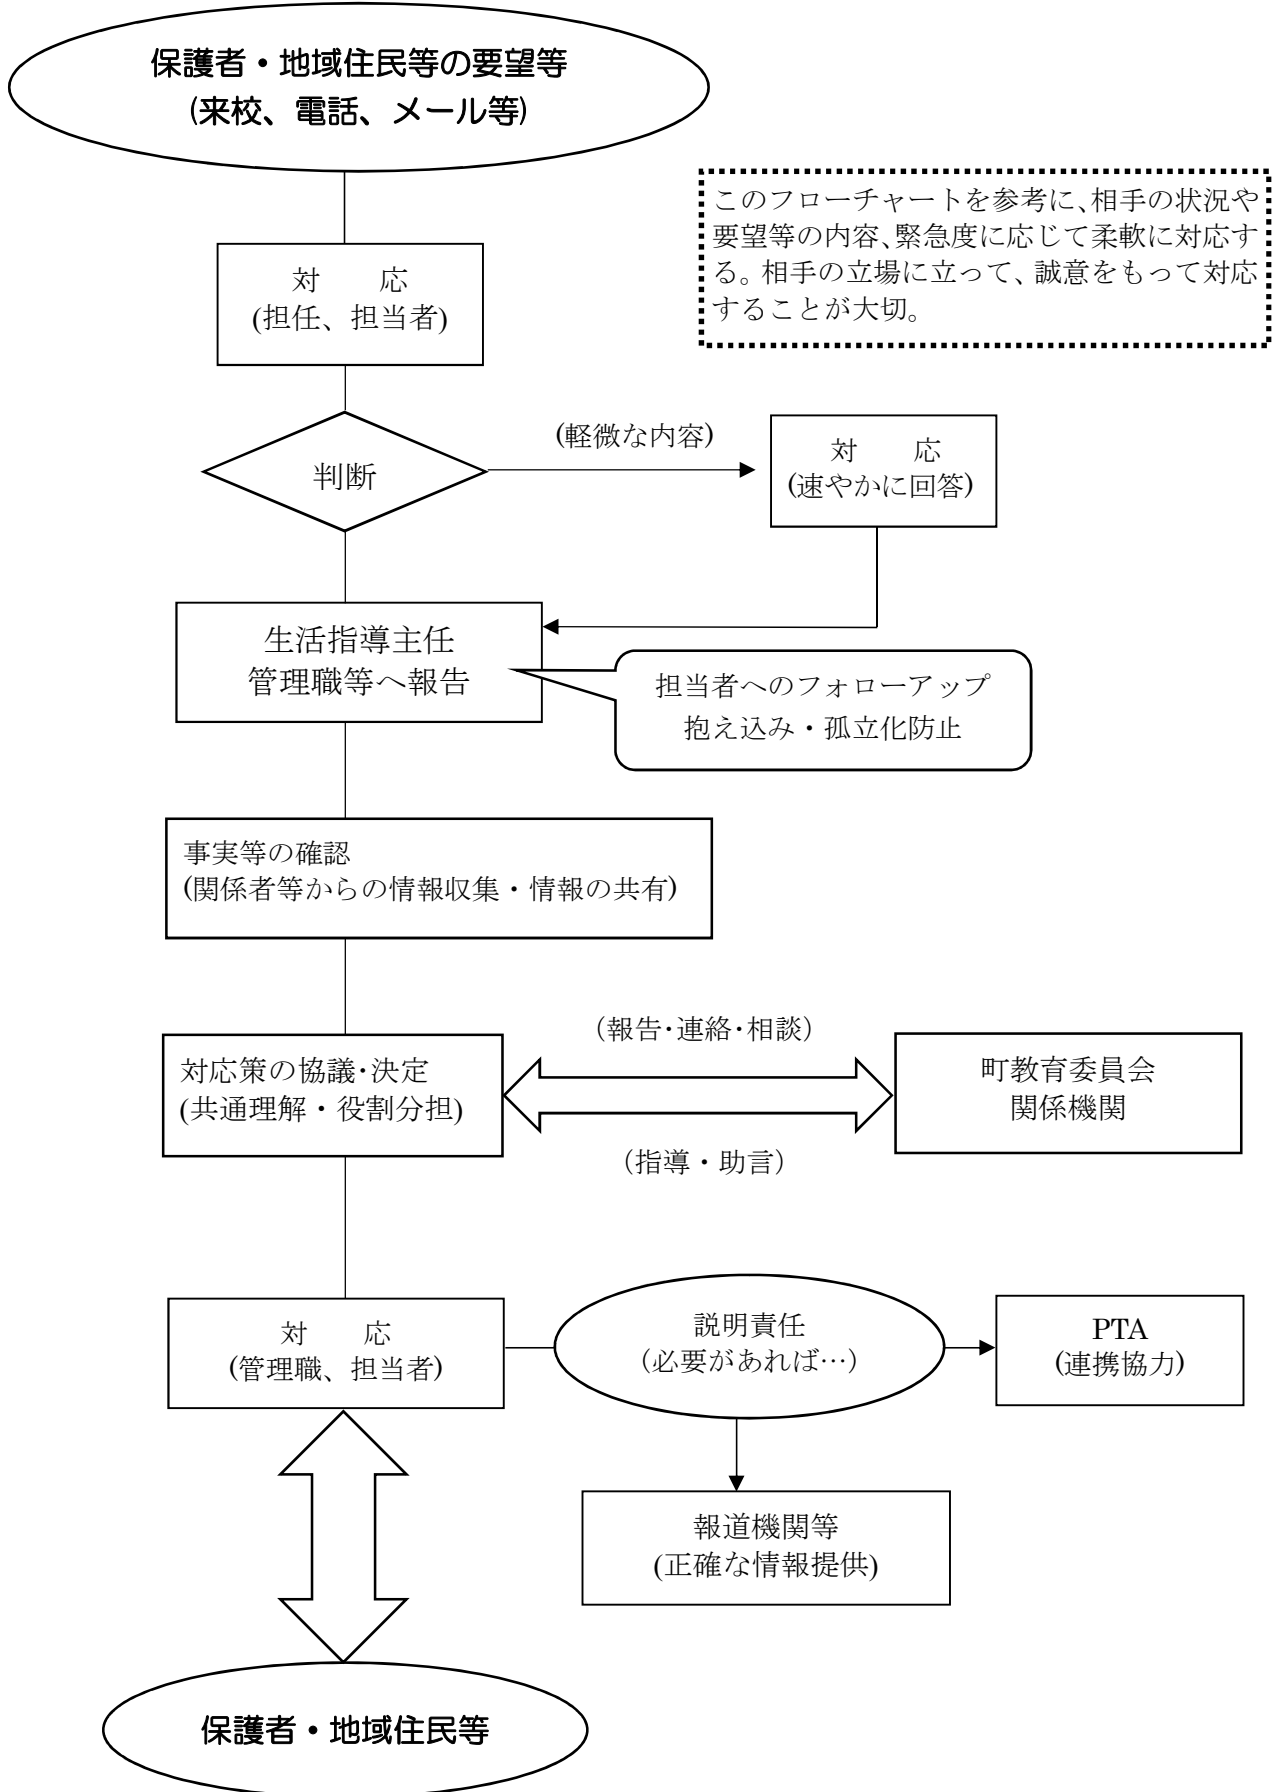 保護者・地域住民等の要望等
(来校、電話、メール等)
このフローチャートを参考に、相手の状況や
要望等の内容、緊急度に応じて柔軟に対応す
る。相手の立場に立って、誠意をもって対応
することが大切。
対　　応
(担任、担当者)
判断
(軽微な内容)
対　　応
(速やかに回答)
生活指導主任
管理職等へ報告
担当者へのフォローアップ
抱え込み・孤立化防止
事実等の確認
(関係者等からの情報収集・情報の共有)
対応策の協議・決定
(共通理解・役割分担)
（報告・連絡・相談）
（指導・助言）
町教育委員会
関係機関
対　　応
(管理職、担当者)
説明責任
（必要があれば…）
PTA
(連携協力)
報道機関等
(正確な情報提供)
保護者・地域住民等